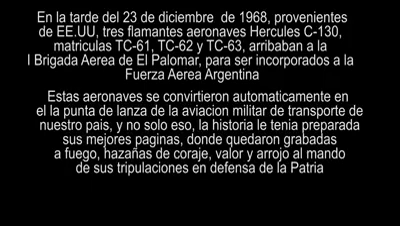 En la tarde del 23 de diciembre de 1968, provenientes
de EE.UU, tres flamantes aeronaves Hercules C-130,
matriculas TC-61, TC-62 y TC-63, arribaban a la
I Brigada Aerea de El Palomar, para ser incorporados a la
Fuerza Aerea Argentina
Estas aeronaves se convirtieron automaticamente en
el la punta de lanza de la aviacion militar de transporte de
nuestro pais, y no solo eso, la historia le tenia preparada
sus mejores paginas, donde quedaron grabadas
a fuego, hazañas de coraje, valor y arrojo al mando
de sus tripulaciones en defensa de la Patria